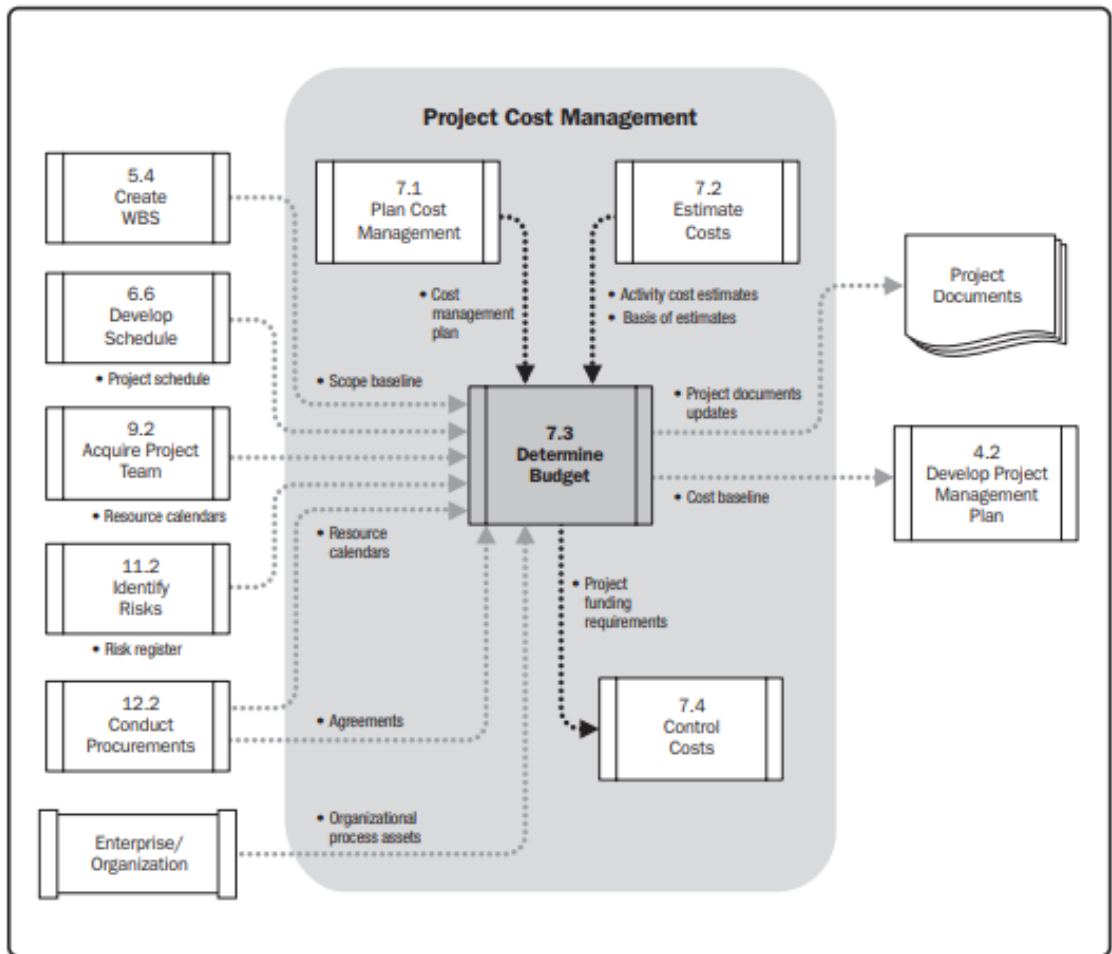 Project Cost Management
5.4
Create
WBS
7.1
Plan Cost
Management
7.2
Estimate
Costs
Project
Documents
6.6
Develop
Schedule
• Project schedule
• Cost
management
plan
• Activity cost estimates
• Basis of estimates
• Scope baseline
• Project documents
updates
9.2
Acquire Project
Team
• Resource calendars
7.3
Determine
Budget
4.2
Develop Project
Management
Plan
• Cost baseline
• Resource
calendars
11.2
Identify
Risks
• Risk register
• Project
funding
requirements
12.2
Conduct
Procurements
• Agreements
7.4
Control
Costs
• Organizational
process assets
Enterprise/
Organization